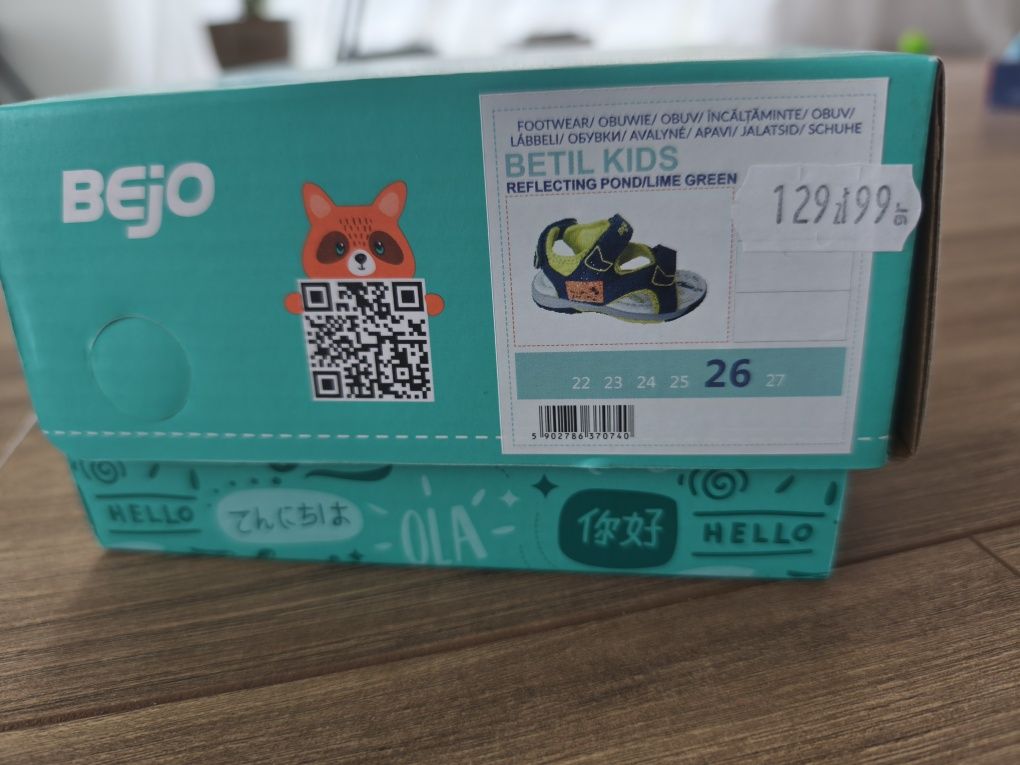 BEJO
FOOTWEAR/ OBUWIE/ OBUV/ ÎNCĂLȚĂMINTE/ OBUV/
LÁBBELI/ ОБУВКИ/ AVALYNĖ/ APAVI/ JALATSID/ SCHUHE
BETIL KIDS
REFLECTING POND/LIME GREEN
129 zł 99 gr
22 23 24 25 26 27
5 902786 370740
HELLO
てんにちは
OLA
你好
HELLO